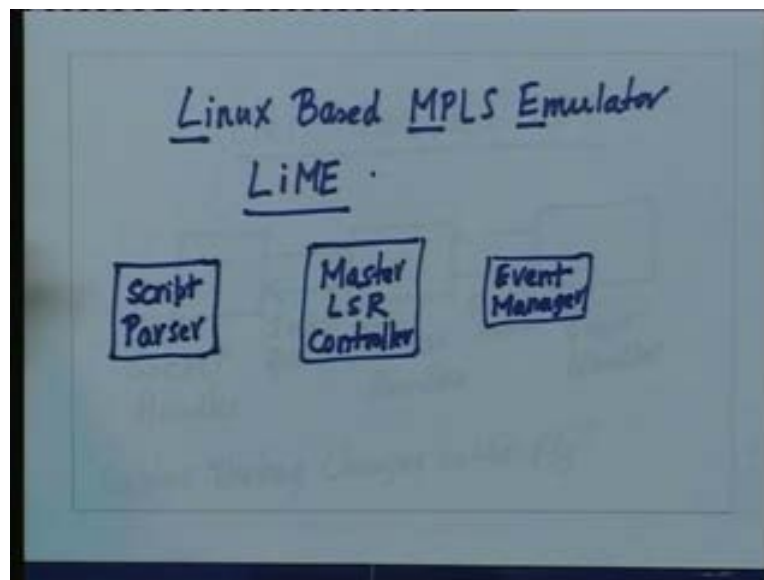 Linux Based MPLS Emulator
LiME
Script
Parser
Master
LSR
Controller
Event
Manager